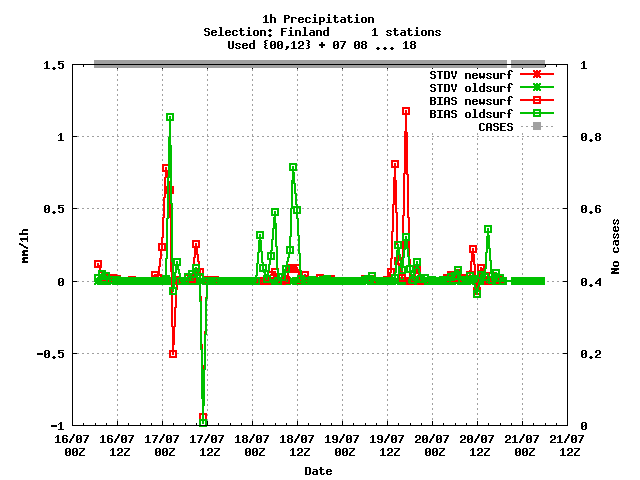 1h Precipitation
Selection: Finland 1 stations
Used {00,12} + 07 08 ... 18
1.5
1
0.5
0
-0.5
-1
mm/1h
1
0.8
0.6
0.4
0.2
0
No cases
STDV newsurf
STDV oldsurf
BIAS newsurf
BIAS oldsurf
CASES
16/07 16/07 17/07 17/07 18/07 18/07 19/07 19/07 20/07 20/07 21/07 21/07
00Z 12Z 00Z 12Z 00Z 12Z 00Z 12Z 00Z 12Z 00Z 12Z
Date